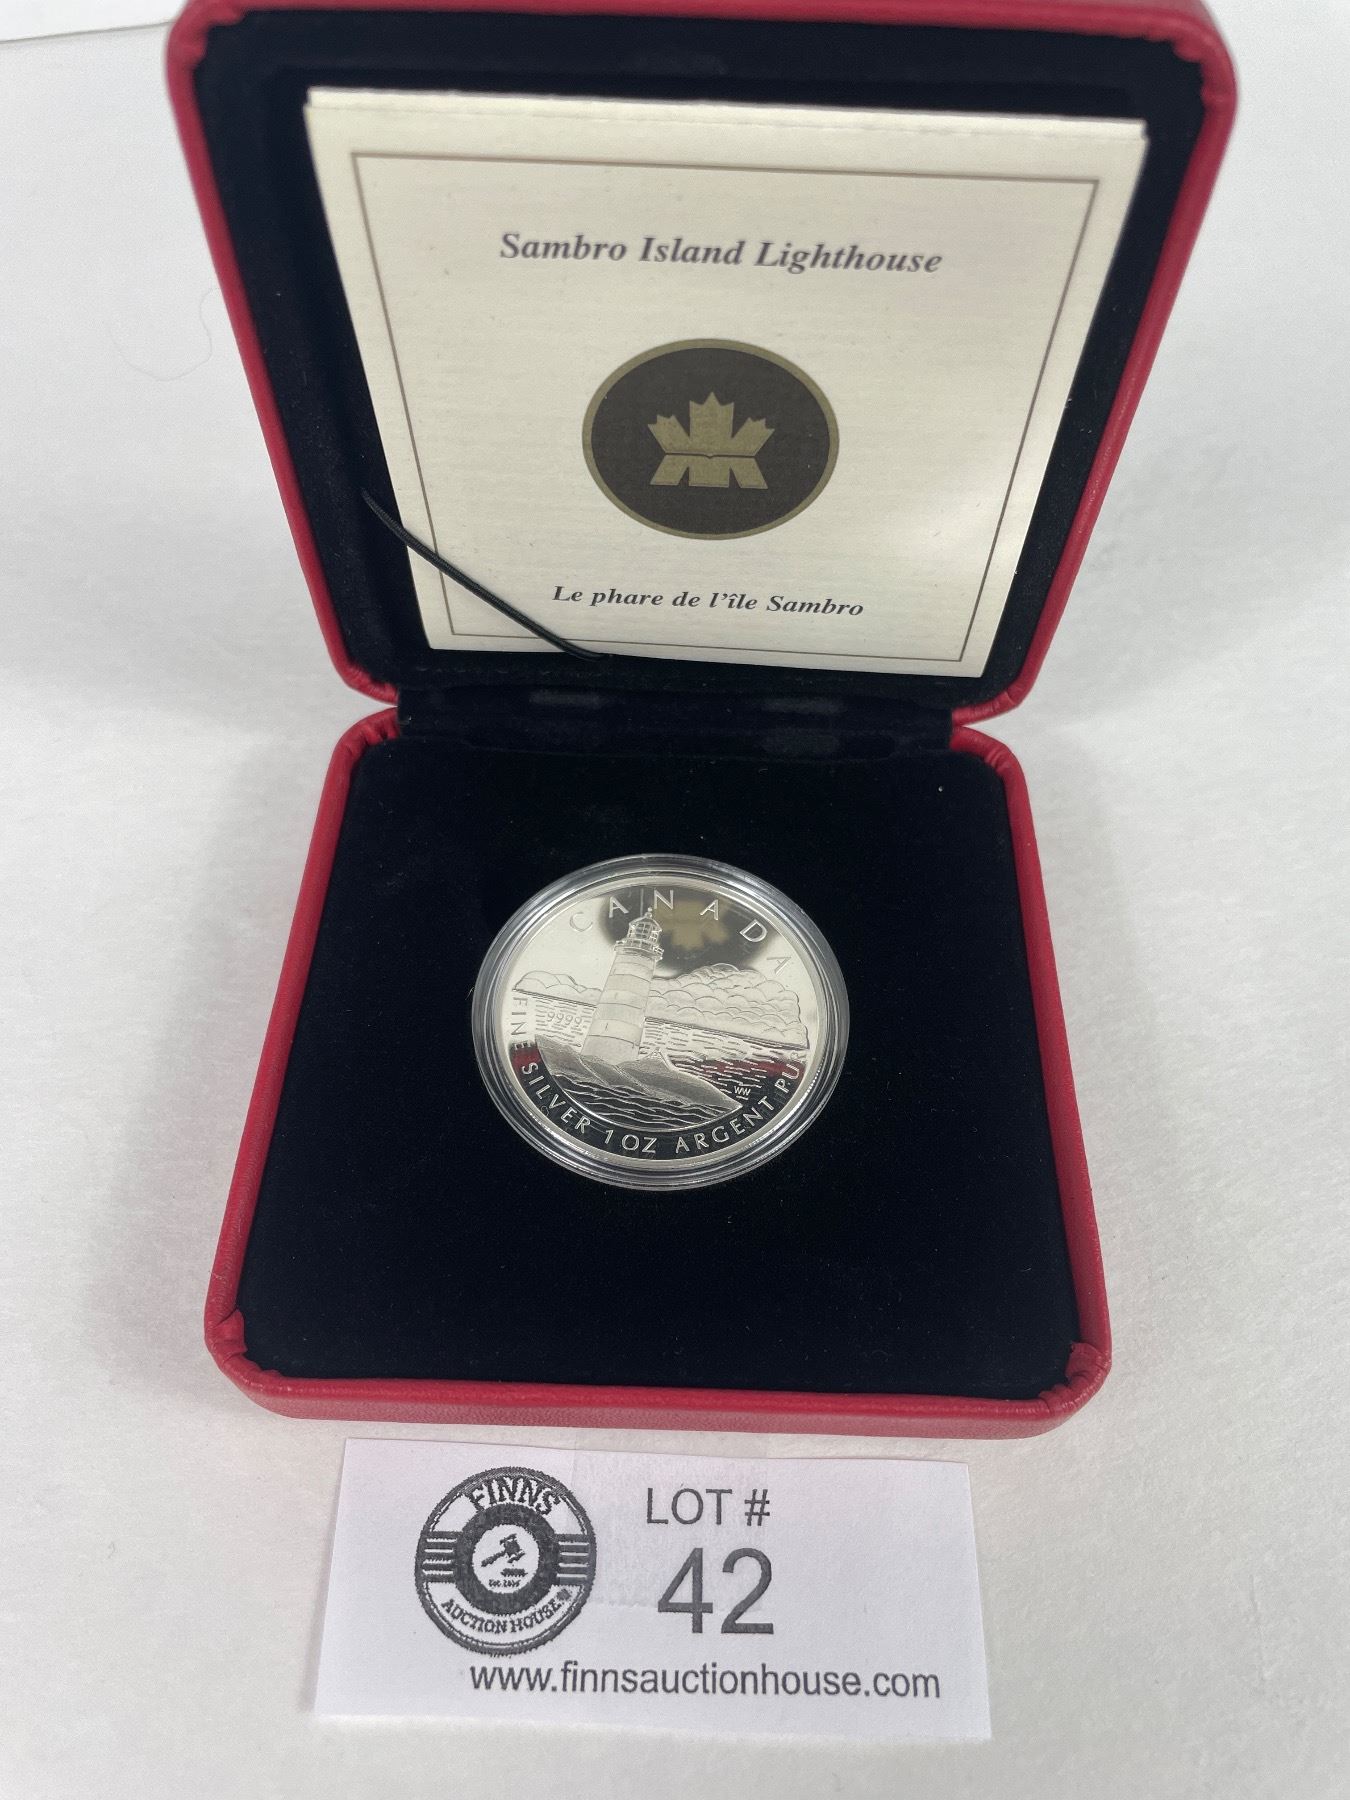 Sambro Island Lighthouse
Le phare de l'île Sambro
CANADA
9999
WW
FINE SILVER 1 OZ ARGENT PUR
FINNS
AUCTION HOUSE
LOT #
42
www.finnsauctionhouse.com